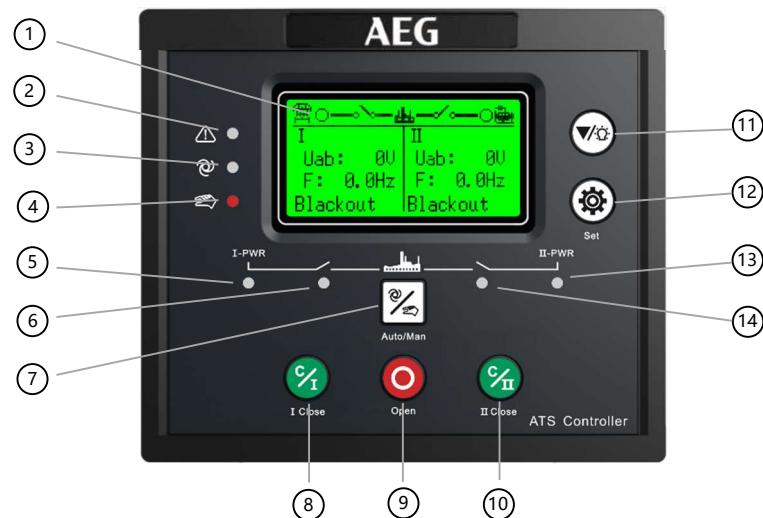 AEG
I II
Uab: 0V Uab: 0V
F: 0.0Hz F: 0.0Hz
Blackout Blackout
Set
I-PWR II-PWR
Auto/Man
C/I O C/II
I Close Open II Close
ATS Controller
1
2
3
4
5
6
7
8
9
10
11
12
13
14